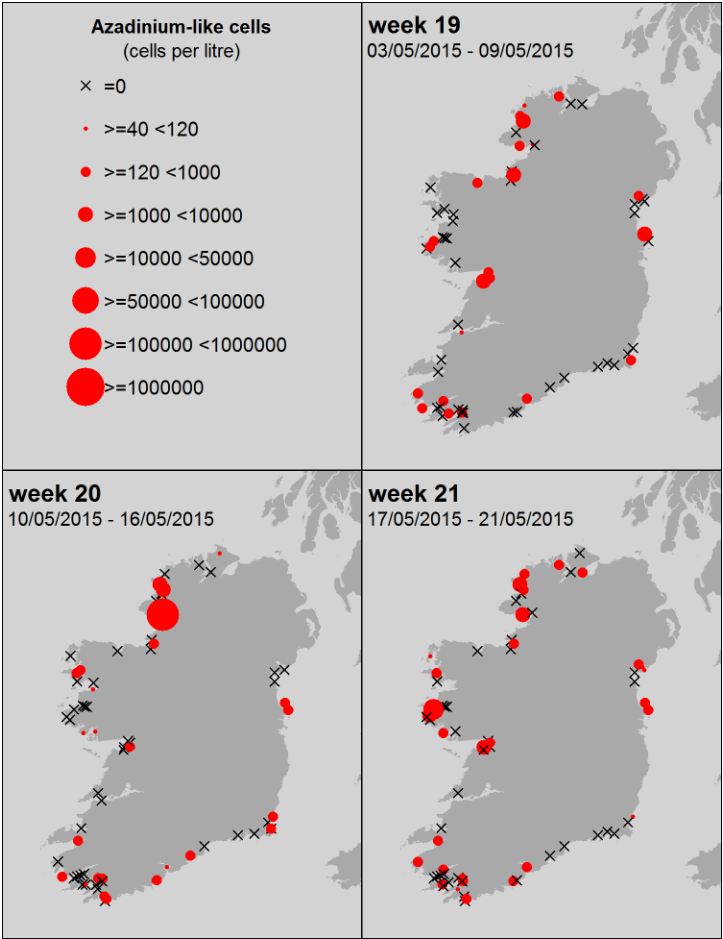 Azadinium-like cells
(cells per litre)
=0
>=40 <120
>=120 <1000
>=1000 <10000
>=10000 <50000
>=50000 <100000
>=100000 <1000000
>=1000000
week 19
03/05/2015 - 09/05/2015
week 20
10/05/2015 - 16/05/2015
week 21
17/05/2015 - 21/05/2015